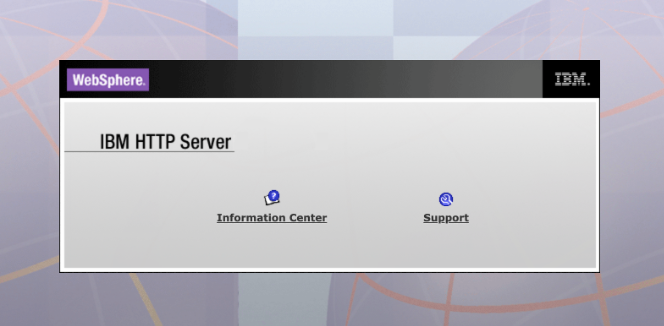 WebSphere.
IBM.
IBM HTTP Server
Information Center
Support